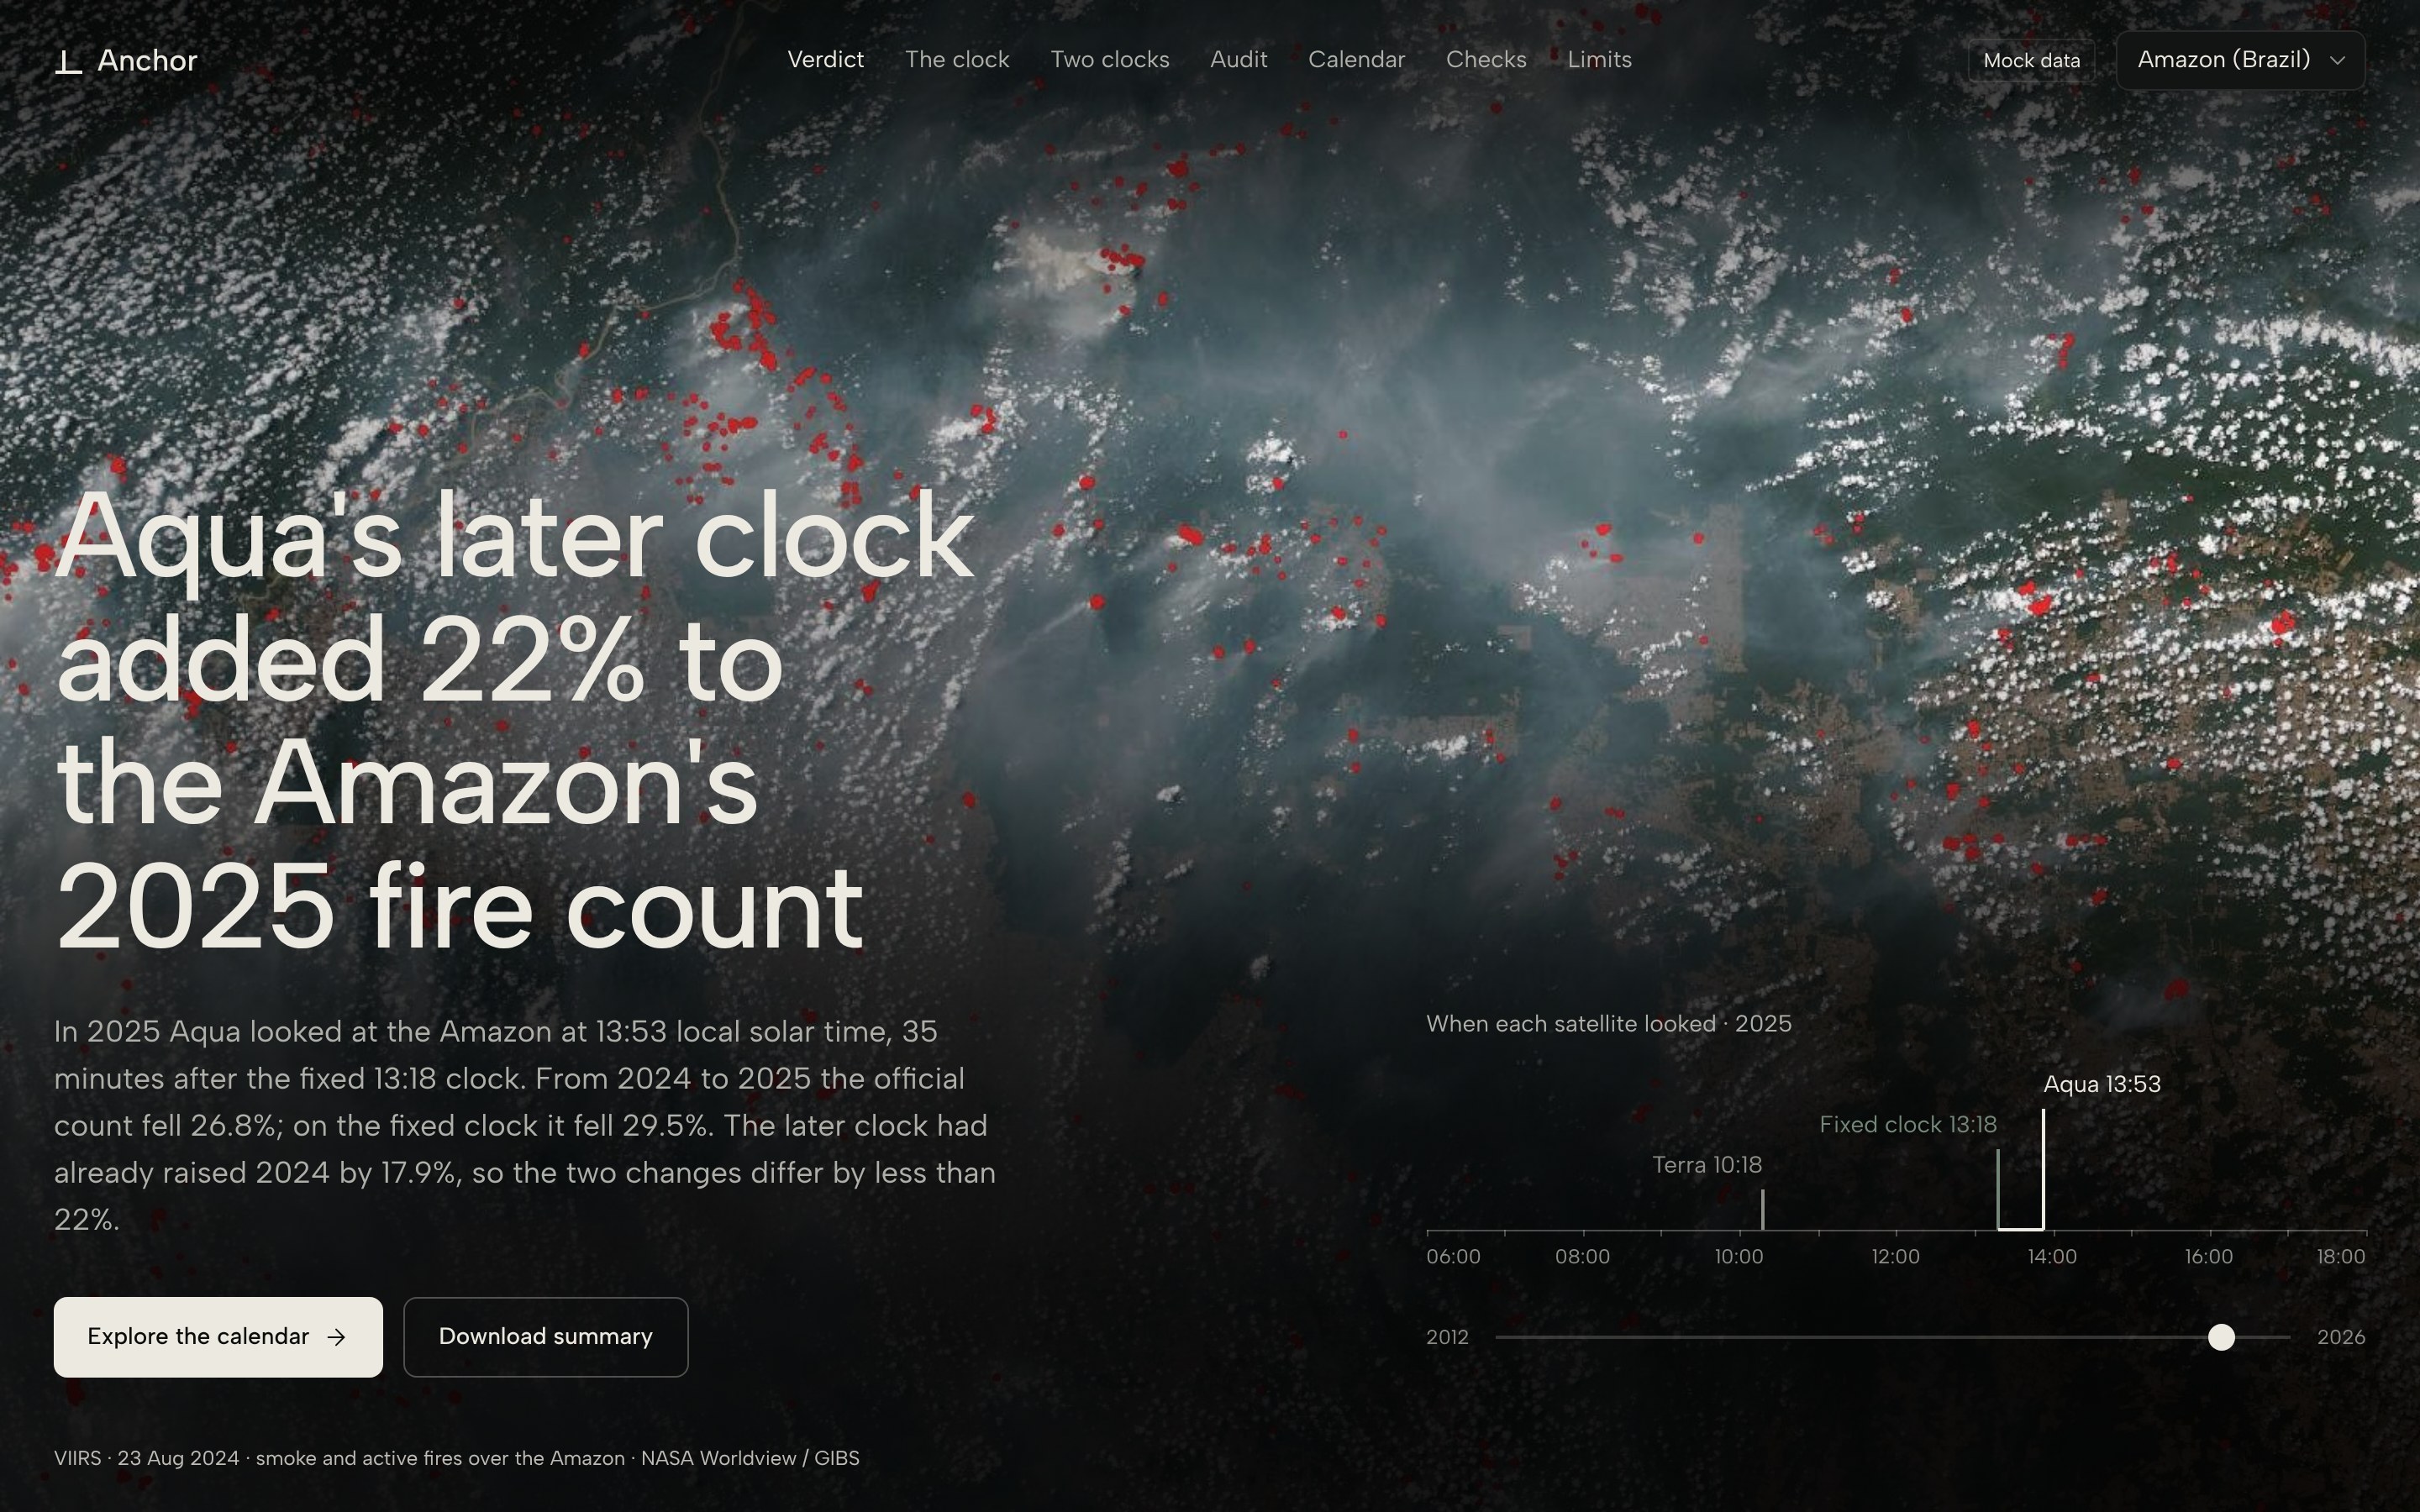 Anchor
Verdict
The clock
Two clocks
Audit
Calendar
Checks
Limits
Mock data
Amazon (Brazil)
Aqua's later clock
added 22% to
the Amazon's
2025 fire count
In 2025 Aqua looked at the Amazon at 13:53 local solar time, 35
minutes after the fixed 13:18 clock. From 2024 to 2025 the official
count fell 26.8%; on the fixed clock it fell 29.5%. The later clock had
already raised 2024 by 17.9%, so the two changes differ by less than
22%.
Explore the calendar →
Download summary
When each satellite looked · 2025
Aqua 13:53
Fixed clock 13:18
Terra 10:18
06:00 08:00 10:00 12:00 14:00 16:00 18:00
2012 2026
VIIRS · 23 Aug 2024 · smoke and active fires over the Amazon · NASA Worldview / GIBS